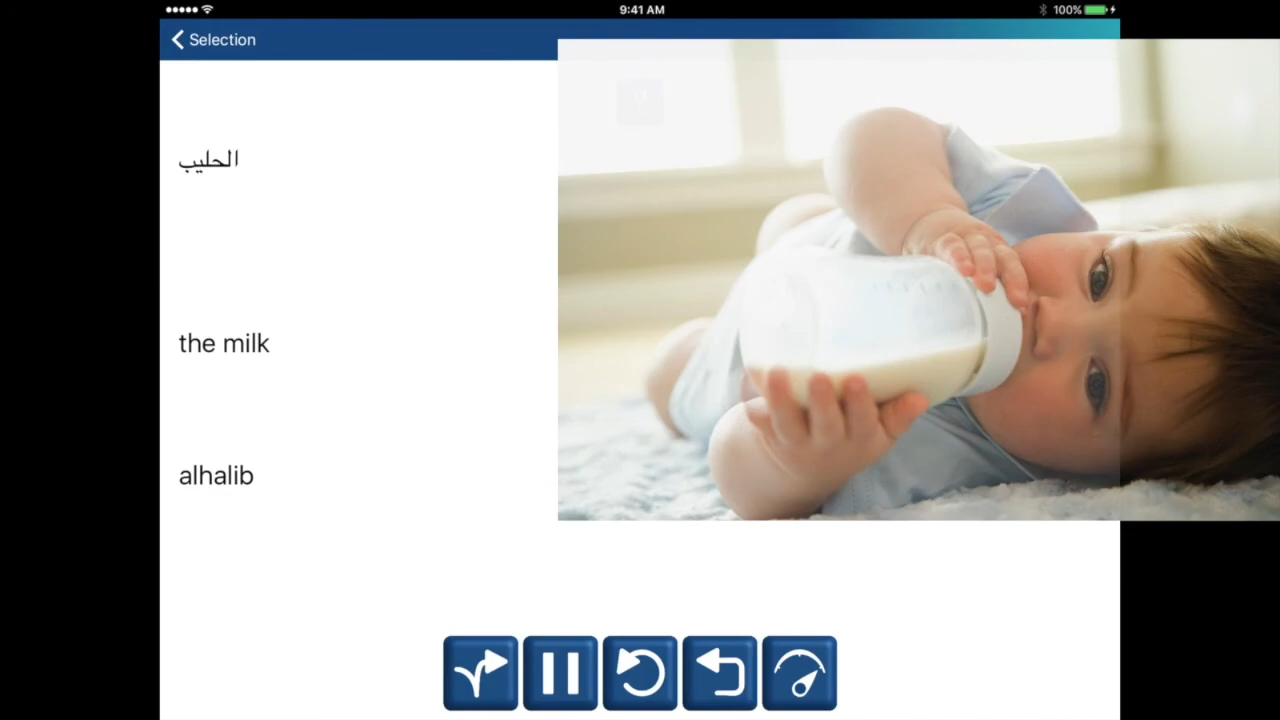 9:41 AM
100%
Selection
الحليب
the milk
alhalib